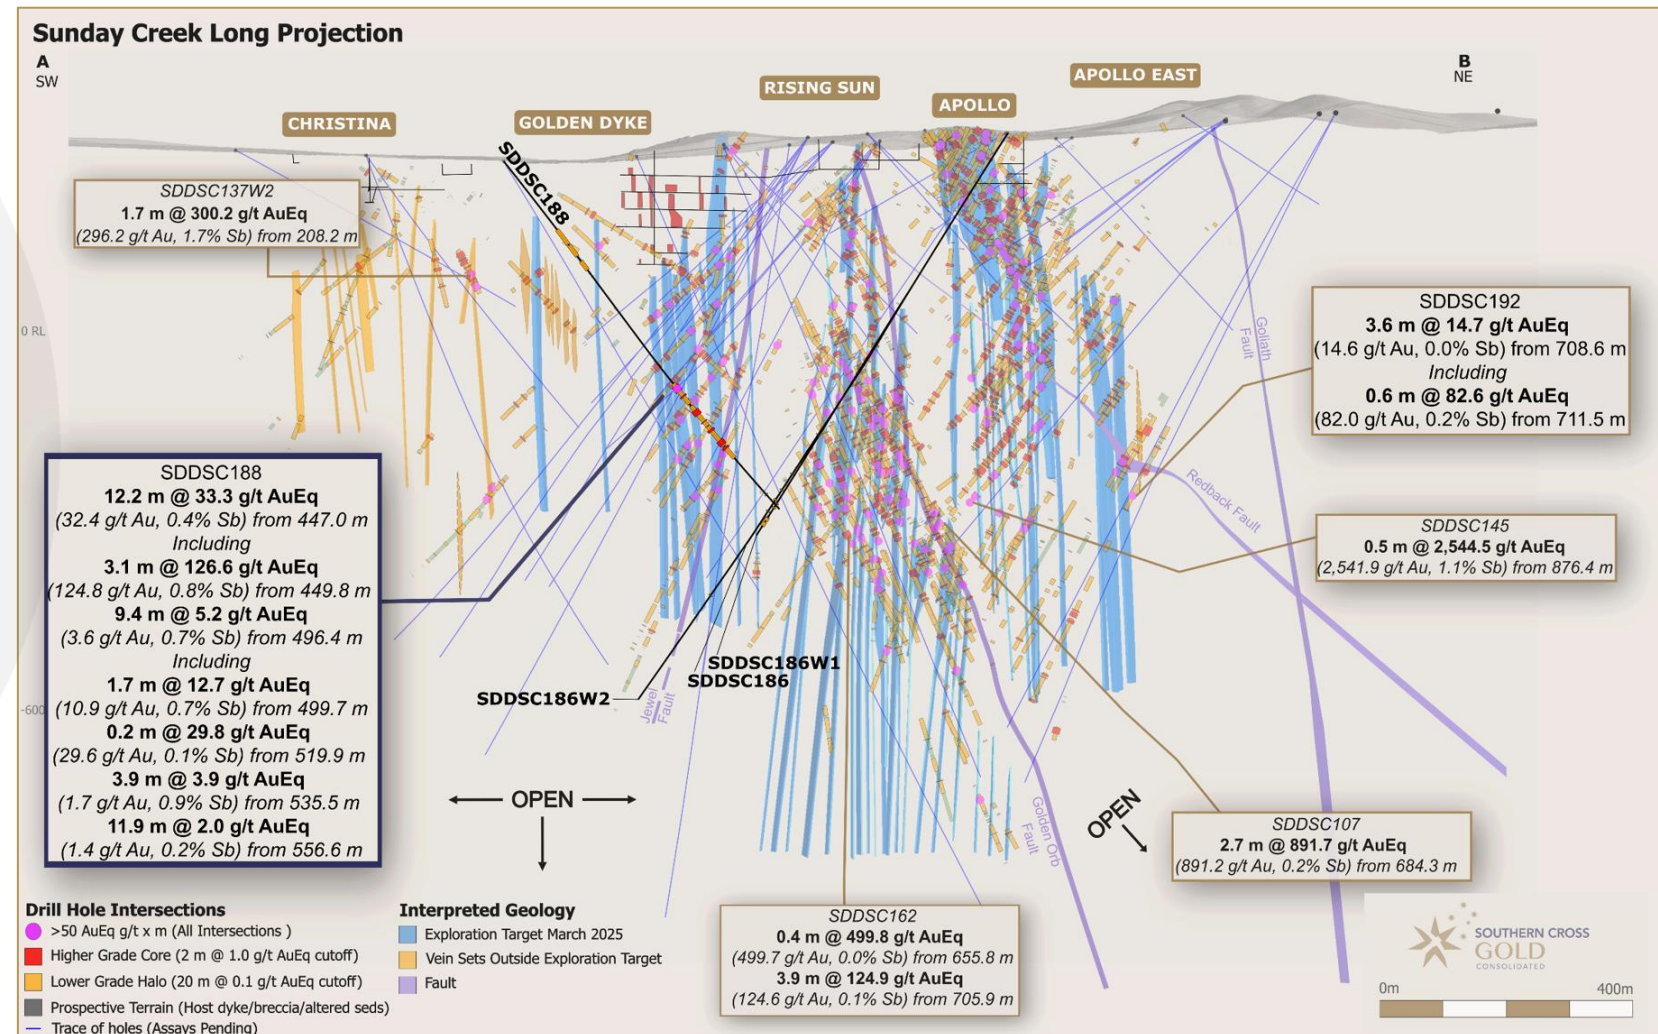 Sunday Creek Long Projection
A
SW
B
NE
CHRISTINA
GOLDEN DYKE
RISING SUN
APOLLO
APOLLO EAST
SDDSC188
SDDSC137W2
1.7 m @ 300.2 g/t AuEq
(296.2 g/t Au, 1.7% Sb) from 208.2 m
0 RL
-600
SDDSC188
12.2 m @ 33.3 g/t AuEq
(32.4 g/t Au, 0.4% Sb) from 447.0 m
Including
3.1 m @ 126.6 g/t AuEq
(124.8 g/t Au, 0.8% Sb) from 449.8 m
9.4 m @ 5.2 g/t AuEq
(3.6 g/t Au, 0.7% Sb) from 496.4 m
Including
1.7 m @ 12.7 g/t AuEq
(10.9 g/t Au, 0.7% Sb) from 499.7 m
0.2 m @ 29.8 g/t AuEq
(29.6 g/t Au, 0.1% Sb) from 519.9 m
3.9 m @ 3.9 g/t AuEq
(1.7 g/t Au, 0.9% Sb) from 535.5 m
11.9 m @ 2.0 g/t AuEq
(1.4 g/t Au, 0.2% Sb) from 556.6 m
SDDSC186W1
SDDSC186
SDDSC186W2
Jewel
Fault
Goliath
Fault
Redback Fault
Golden Orb
Fault
SDDSC192
3.6 m @ 14.7 g/t AuEq
(14.6 g/t Au, 0.0% Sb) from 708.6 m
Including
0.6 m @ 82.6 g/t AuEq
(82.0 g/t Au, 0.2% Sb) from 711.5 m
SDDSC145
0.5 m @ 2,544.5 g/t AuEq
(2,541.9 g/t Au, 1.1% Sb) from 876.4 m
OPEN
OPEN
SDDSC107
2.7 m @ 891.7 g/t AuEq
(891.2 g/t Au, 0.2% Sb) from 684.3 m
SDDSC162
0.4 m @ 499.8 g/t AuEq
(499.7 g/t Au, 0.0% Sb) from 655.8 m
3.9 m @ 124.9 g/t AuEq
(124.6 g/t Au, 0.1% Sb) from 705.9 m
Drill Hole Intersections
>50 AuEq g/t x m (All Intersections )
Higher Grade Core (2 m @ 1.0 g/t AuEq cutoff)
Lower Grade Halo (20 m @ 0.1 g/t AuEq cutoff)
Prospective Terrain (Host dyke/breccia/altered seds)
Trace of holes (Assays Pending)
Interpreted Geology
Exploration Target March 2025
Vein Sets Outside Exploration Target
Fault
SOUTHERN CROSS
GOLD
CONSOLIDATED
0m
400m